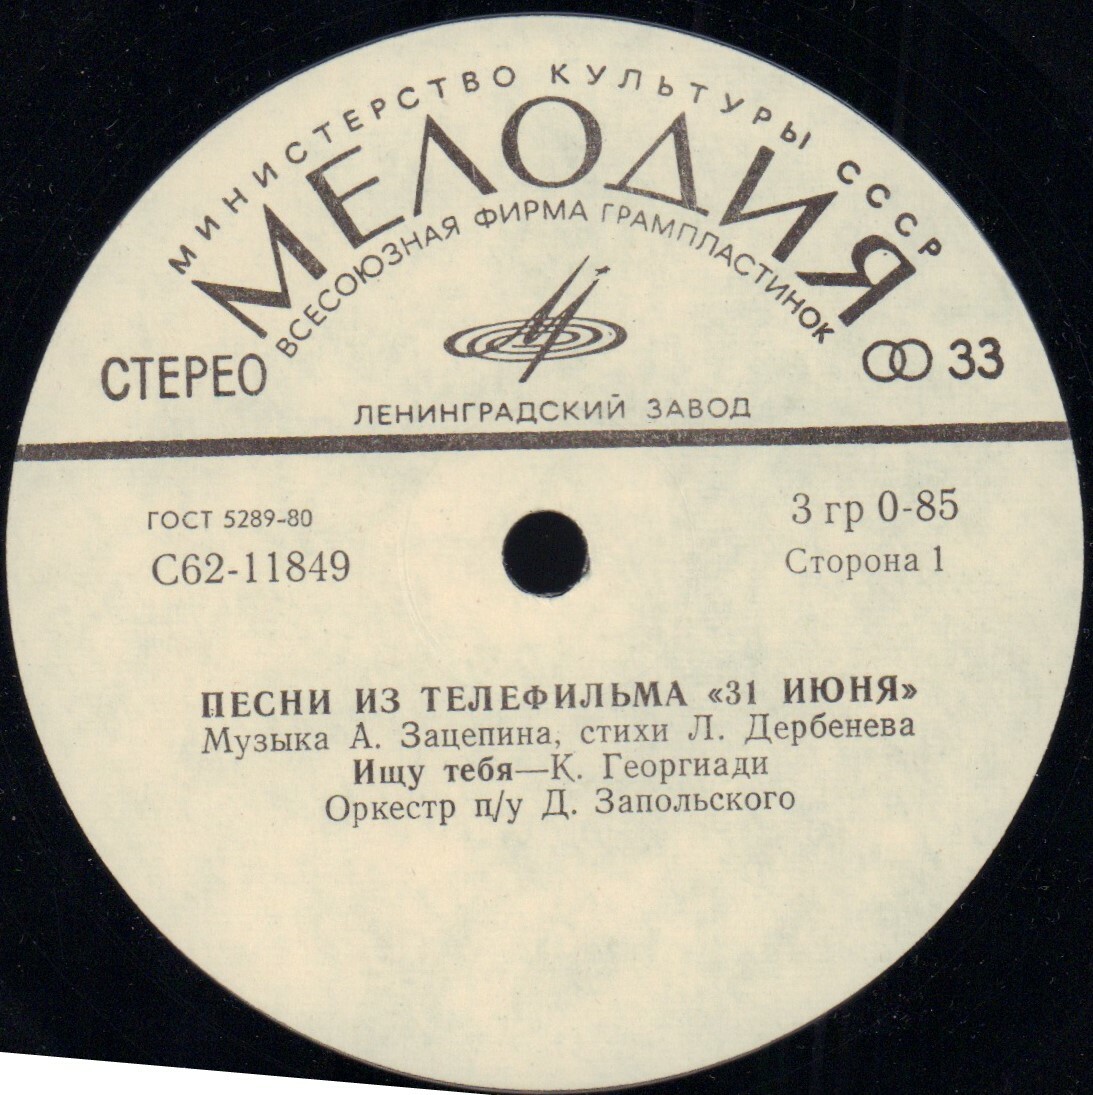 МИНИСТЕРСТВО КУЛЬТУРЫ СССР
МЕЛОДИЯ
ВСЕСОЮЗНАЯ ФИРМА ГРАМПЛАСТИНОК
СТЕРЕО
33
ЛЕНИНГРАДСКИЙ ЗАВОД
ГОСТ 5289-80
3 гр 0-85
С62-11849
Сторона 1
ПЕСНИ ИЗ ТЕЛЕФИЛЬМА «31 ИЮНЯ»
Музыка А. Зацепина, стихи Л. Дербенева
Ищу тебя—К. Георгиади
Оркестр п/у Д. Запольского